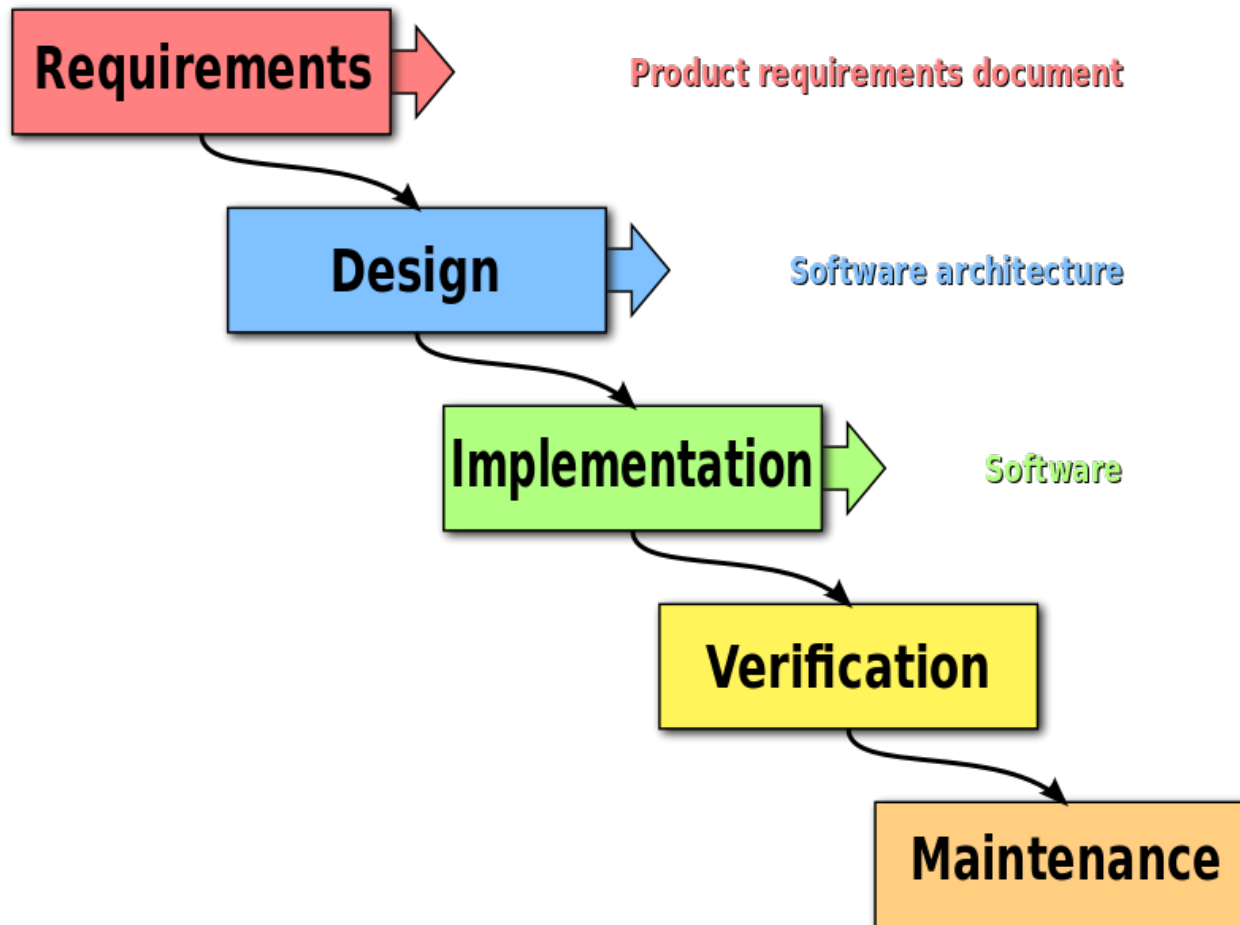 Requirements
Product requirements document
Design
Software architecture
Implementation
Software
Verification
Maintenance